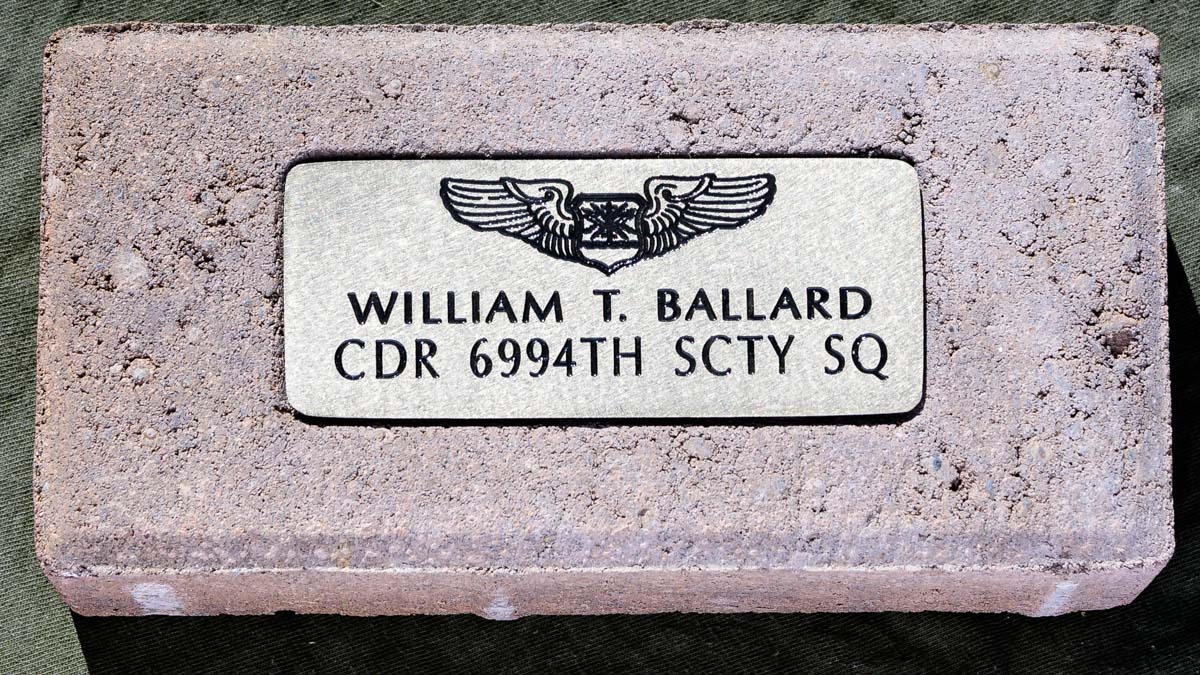 WILLIAM T. BALLARD
CDR 6994TH SCTY SQ